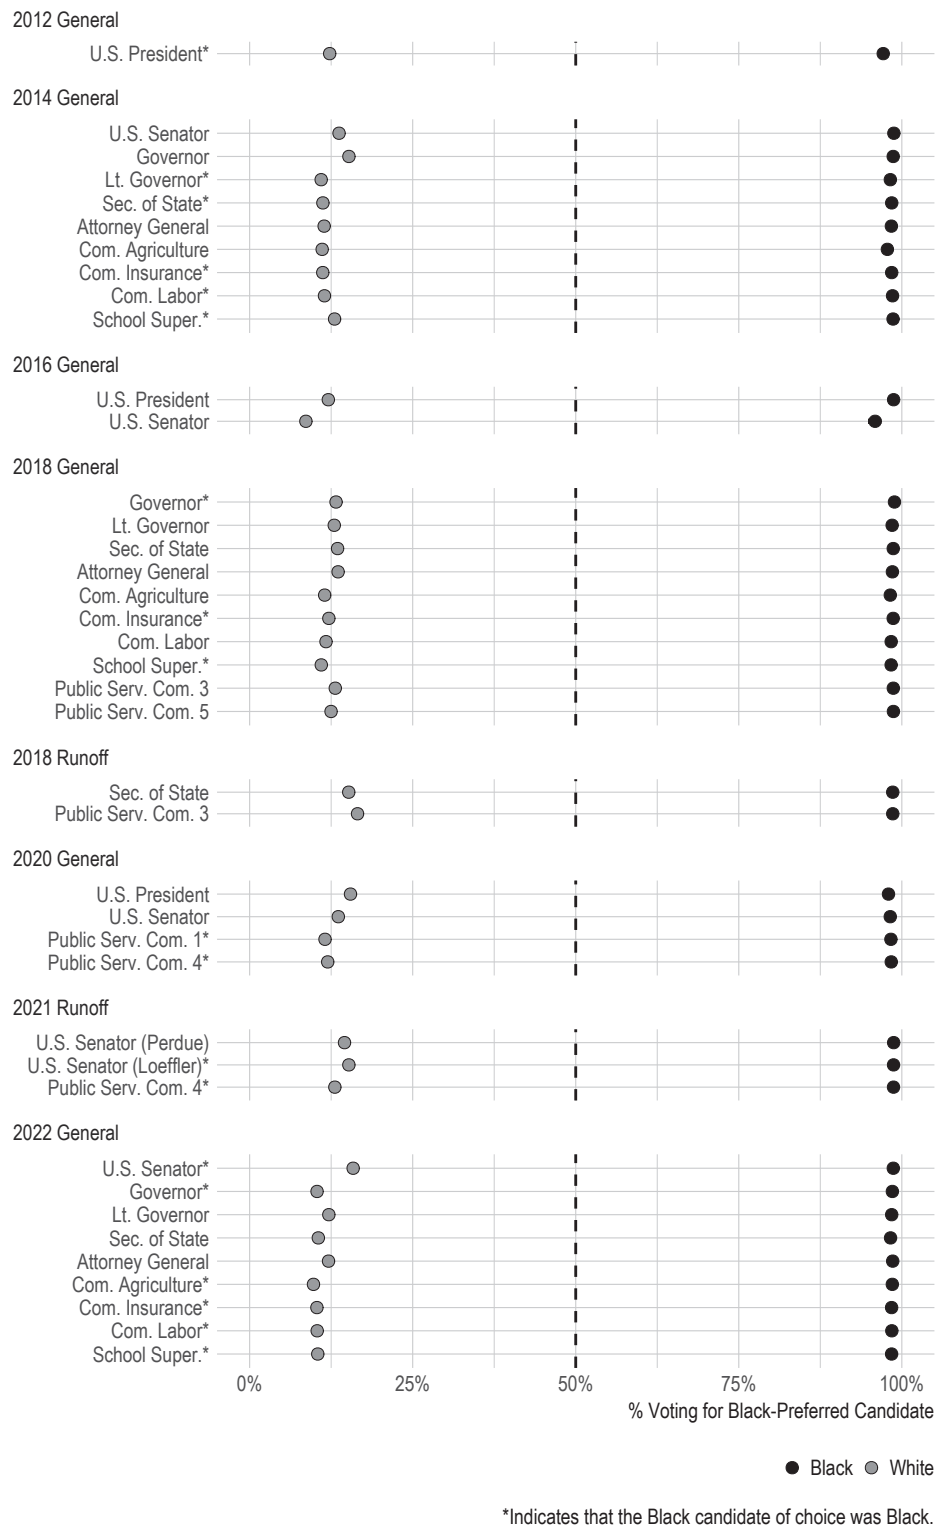 2012 General
U.S. President*
2014 General
U.S. Senator
Governor
Lt. Governor*
Sec. of State*
Attorney General
Com. Agriculture
Com. Insurance*
Com. Labor*
School Super.*
2016 General
U.S. President
U.S. Senator
2018 General
Governor*
Lt. Governor
Sec. of State
Attorney General
Com. Agriculture
Com. Insurance*
Com. Labor
School Super.*
Public Serv. Com. 3
Public Serv. Com. 5
2018 Runoff
Sec. of State
Public Serv. Com. 3
2020 General
U.S. President
U.S. Senator
Public Serv. Com. 1*
Public Serv. Com. 4*
2021 Runoff
U.S. Senator (Perdue)
U.S. Senator (Loeffler)*
Public Serv. Com. 4*
2022 General
U.S. Senator*
Governor*
Lt. Governor
Sec. of State
Attorney General
Com. Agriculture*
Com. Insurance*
Com. Labor*
School Super.*
0% 25% 50% 75% 100%
% Voting for Black-Preferred Candidate
Black White
*Indicates that the Black candidate of choice was Black.